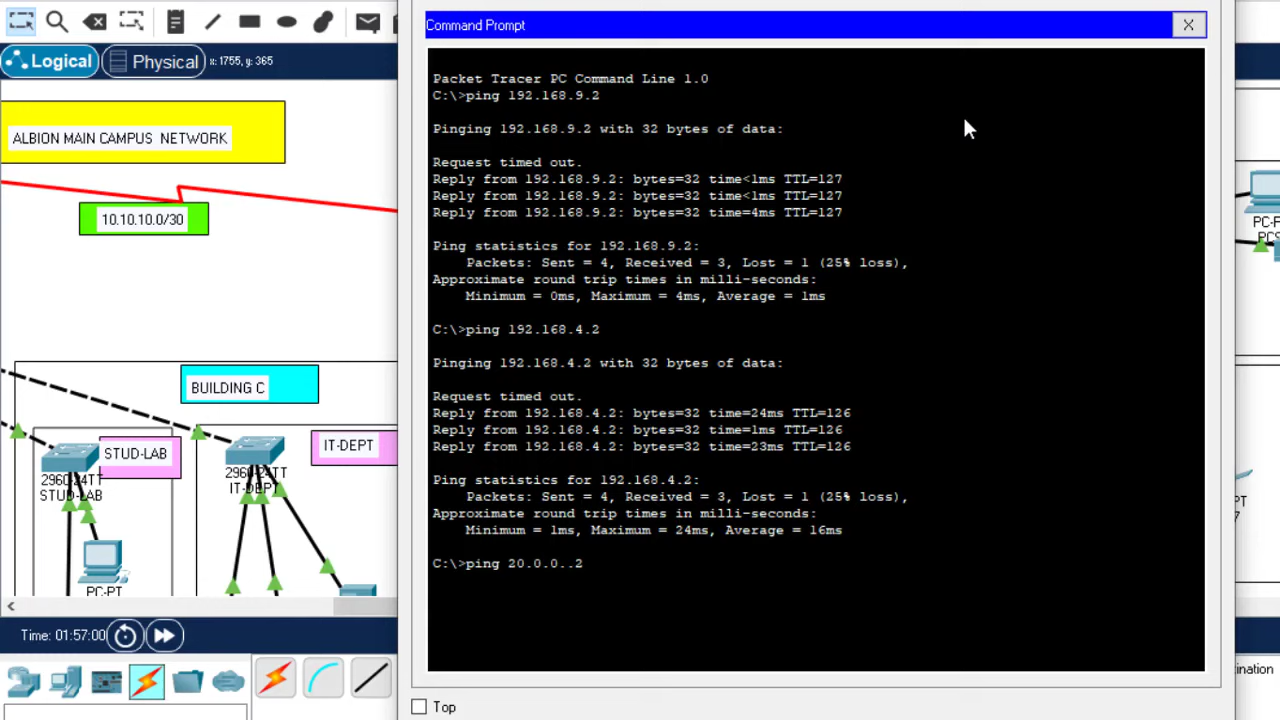 Logical
Physical
x: 1755, y: 365
ALBION MAIN CAMPUS NETWORK
10.10.10.0/30
BUILDING C
STUD-LAB
IT-DEPT
2960-24TT
STUD-LAB
2960-24TT
IT-DEPT
PC-PT
Time: 01:57:00
Command Prompt
X
Packet Tracer PC Command Line 1.0
C:\>ping 192.168.9.2
Pinging 192.168.9.2 with 32 bytes of data:
Request timed out.
Reply from 192.168.9.2: bytes=32 time<1ms TTL=127
Reply from 192.168.9.2: bytes=32 time<1ms TTL=127
Reply from 192.168.9.2: bytes=32 time=4ms TTL=127
Ping statistics for 192.168.9.2:
Packets: Sent = 4, Received = 3, Lost = 1 (25% loss),
Approximate round trip times in milli-seconds:
Minimum = 0ms, Maximum = 4ms, Average = 1ms
C:\>ping 192.168.4.2
Pinging 192.168.4.2 with 32 bytes of data:
Request timed out.
Reply from 192.168.4.2: bytes=32 time=24ms TTL=126
Reply from 192.168.4.2: bytes=32 time=1ms TTL=126
Reply from 192.168.4.2: bytes=32 time=23ms TTL=126
Ping statistics for 192.168.4.2:
Packets: Sent = 4, Received = 3, Lost = 1 (25% loss),
Approximate round trip times in milli-seconds:
Minimum = 1ms, Maximum = 24ms, Average = 16ms
C:\>ping 20.0.0..2
Top